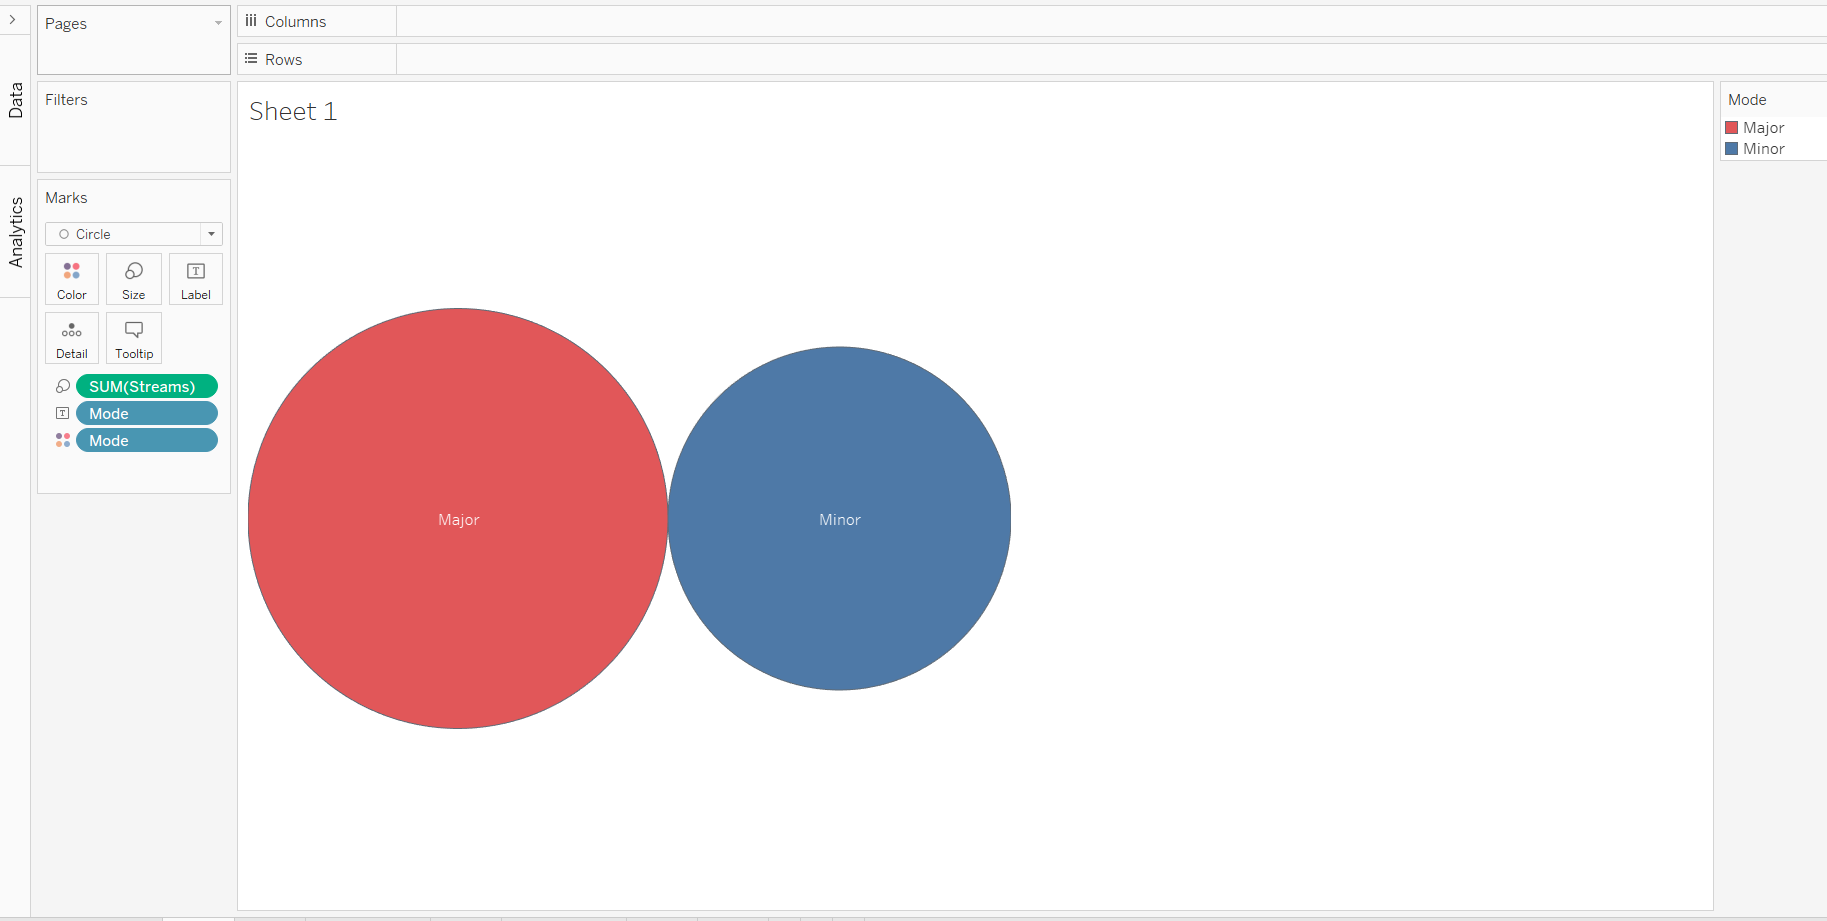 Pages
Columns
Rows
Data
Analytics
Filters
Marks
Circle
Color
Size
T
Label
Detail
Tooltip
SUM(Streams)
T
Mode
Mode
Sheet 1
Major
Minor
Mode
Major
Minor